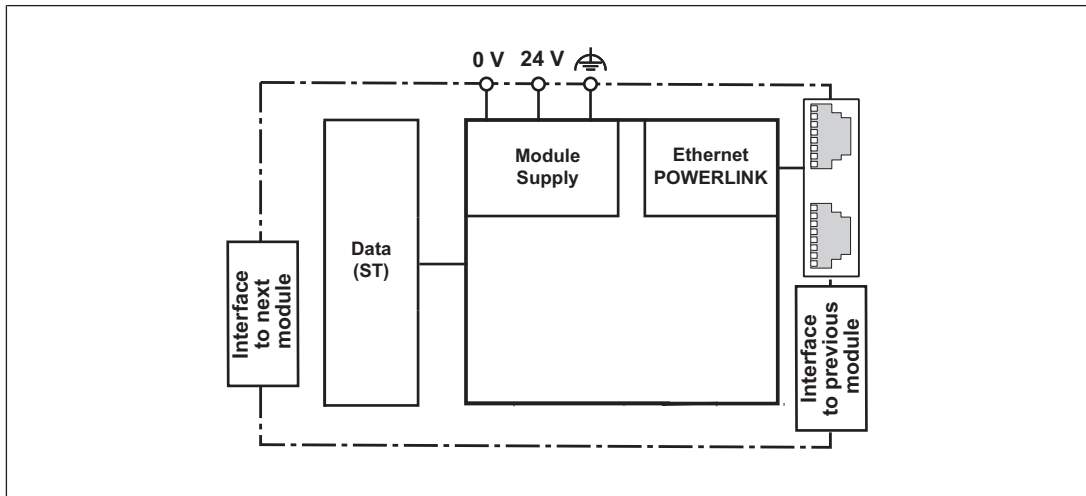 0 V 24 V
Module
Supply
Ethernet
POWERLINK
Data
(ST)
Interface
to next
module
Interface
to previous
module